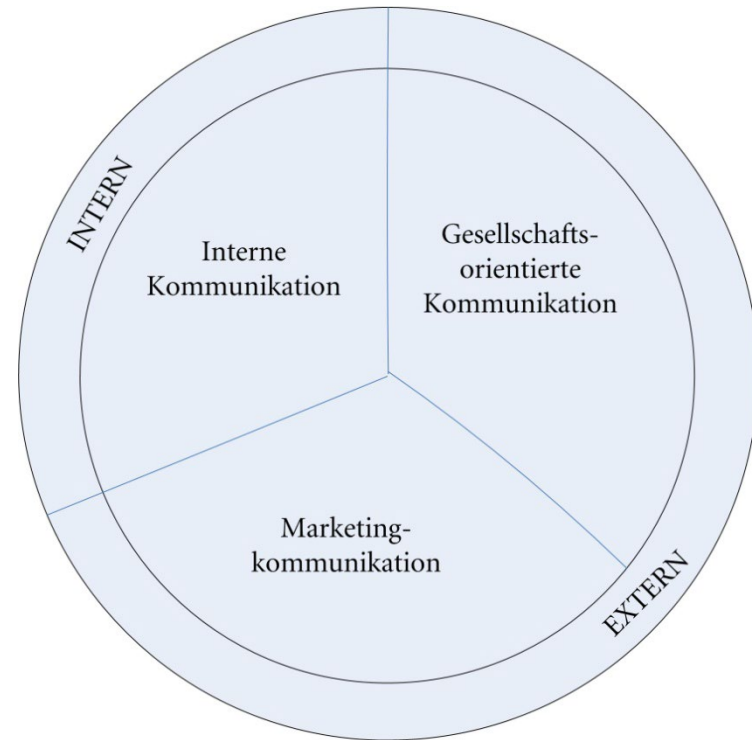 INTERN
Interne
Kommunikation
Gesellschafts-
orientierte
Kommunikation
Marketing-
kommunikation
EXTERN